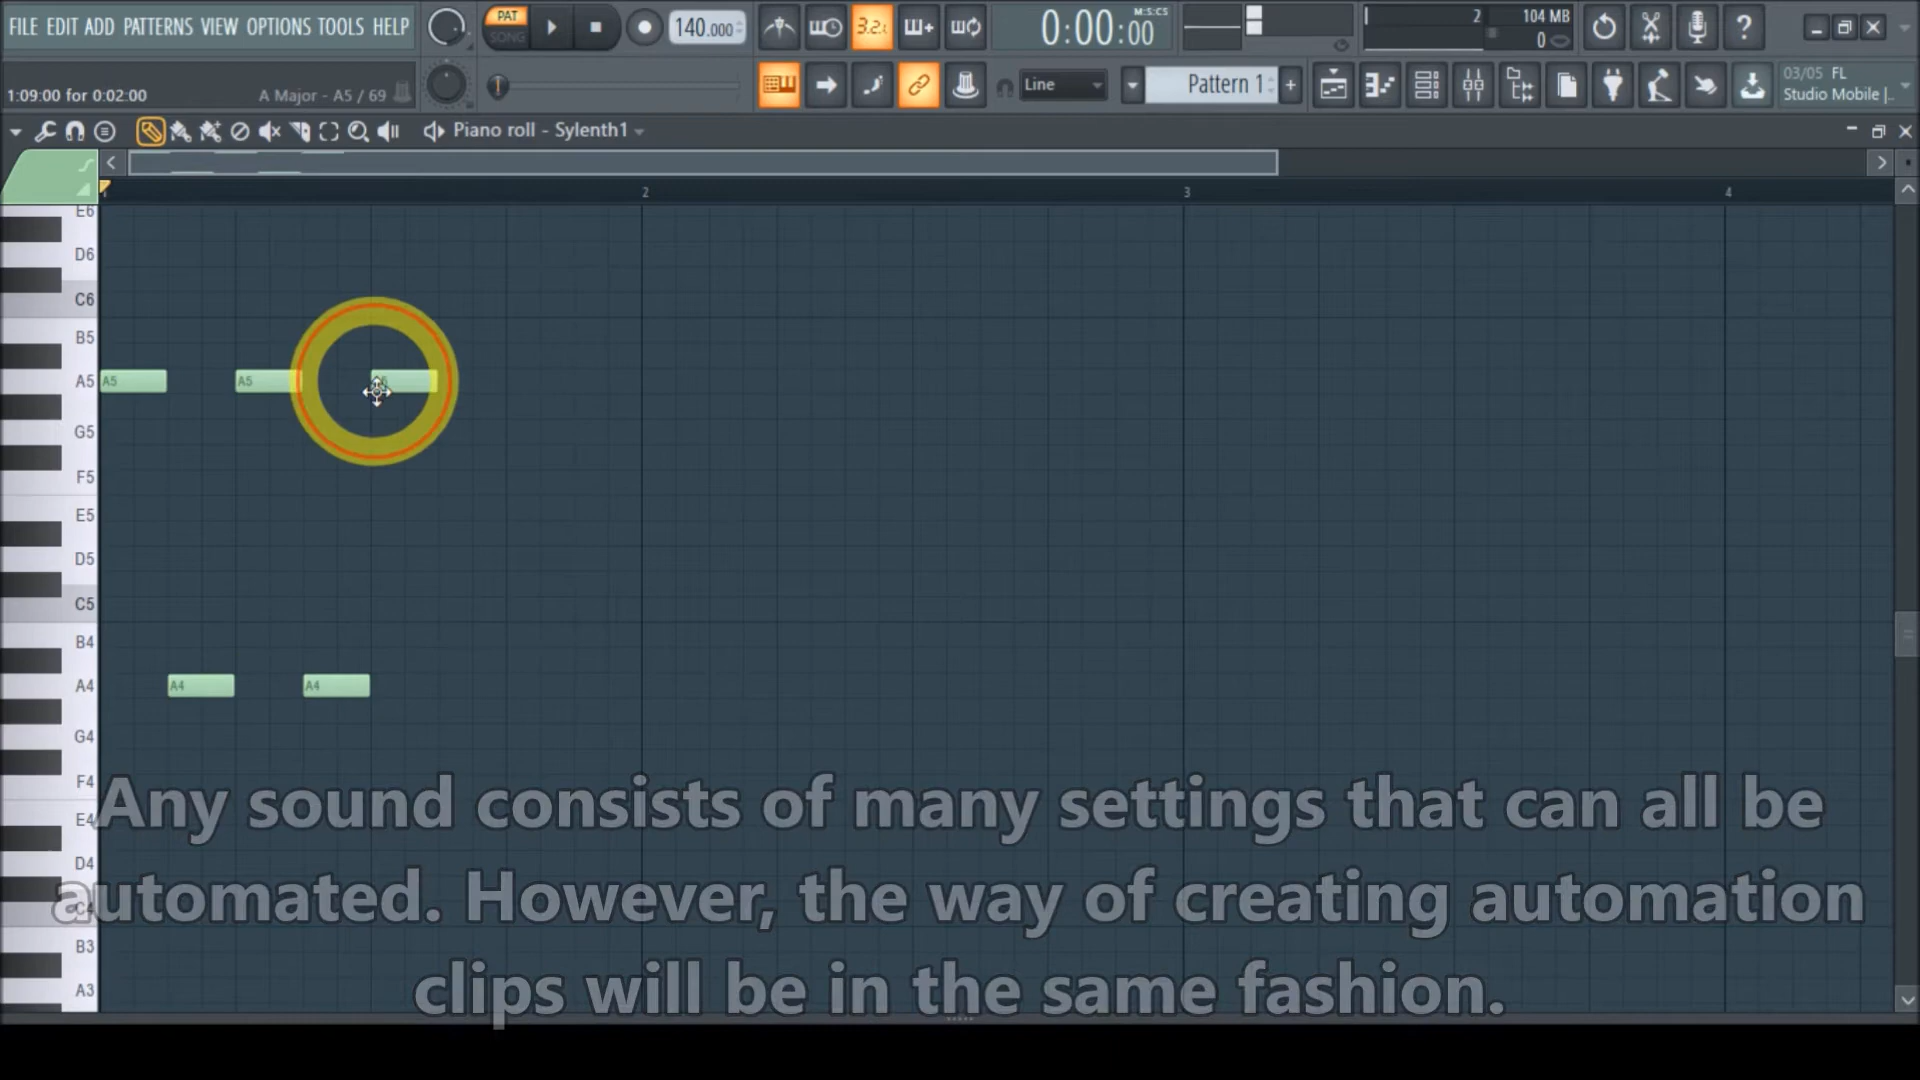 FILE EDIT ADD PATTERNS VIEW OPTIONS TOOLS HELP
PAT
SONG
140.000
3.2.
0:00:00
M:S:CS
2
104 MB
0
?
1:09:00 for 0:02:00
A Major - A5 / 69
Line
Pattern 1
+
03/05 FL
Studio Mobile |..
Piano roll - Sylenth1
2
3
4
E6
D6
C6
B5
A5
A5
A5
G5
F5
E5
D5
C5
B4
A4
A4
A4
G4
F4
E4
D4
C4
B3
A3
Any sound consists of many settings that can all be
automated. However, the way of creating automation
clips will be in the same fashion.